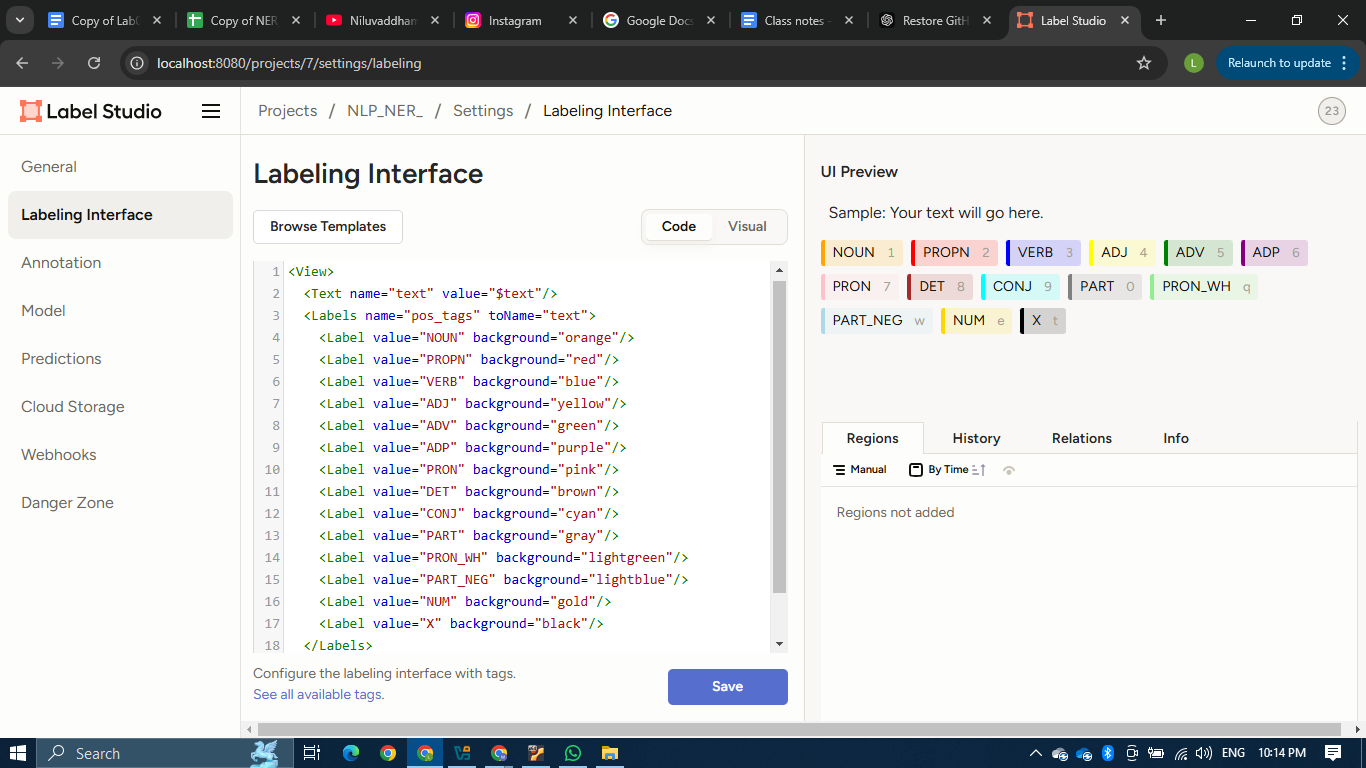 Copy of LabC
Copy of NER
Niluvaddham
Instagram
Google Docs
Class notes -
Restore GitH
Label Studio
localhost:8080/projects/7/settings/labeling
L
Relaunch to update
Label Studio
Projects / NLP_NER_ / Settings / Labeling Interface
23
General
Labeling Interface
Annotation
Model
Predictions
Cloud Storage
Webhooks
Danger Zone
Labeling Interface
Browse Templates
Code Visual
1 <View>
2 <Text name="text" value="$text"/>
3 <Labels name="pos_tags" toName="text">
4 <Label value="NOUN" background="orange"/>
5 <Label value="PROPN" background="red"/>
6 <Label value="VERB" background="blue"/>
7 <Label value="ADJ" background="yellow"/>
8 <Label value="ADV" background="green"/>
9 <Label value="ADP" background="purple"/>
10 <Label value="PRON" background="pink"/>
11 <Label value="DET" background="brown"/>
12 <Label value="CONJ" background="cyan"/>
13 <Label value="PART" background="gray"/>
14 <Label value="PRON_WH" background="lightgreen"/>
15 <Label value="PART_NEG" background="lightblue"/>
16 <Label value="NUM" background="gold"/>
17 <Label value="X" background="black"/>
18 </Labels>
Configure the labeling interface with tags.
See all available tags.
Save
UI Preview
Sample: Your text will go here.
NOUN 1 PROPN 2 VERB 3 ADJ 4 ADV 5 ADP 6
PRON 7 DET 8 CONJ 9 PART 0 PRON_WH q
PART_NEG w NUM e X t
Regions History Relations Info
Manual By Time
Regions not added
Search
ENG 10:14 PM